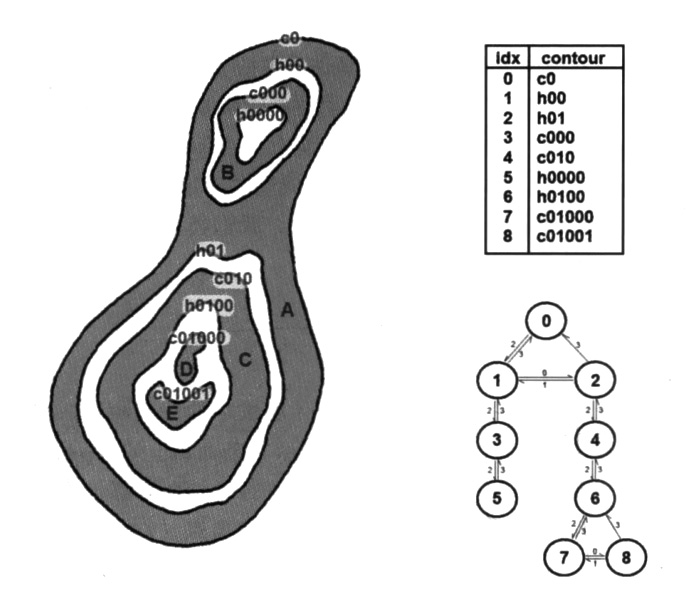 c0
h00
c000
h0000
B
h01
c010
h0100
A
c01000
C
D
c01001
E
idx contour
0 c0
1 h00
2 h01
3 c000
4 c010
5 h0000
6 h0100
7 c01000
8 c01001
0
2 3 3
1 0 1 2
2 3 2 3
3 4
2 3 2 3
5 6
2 3 3
7 0 1 8